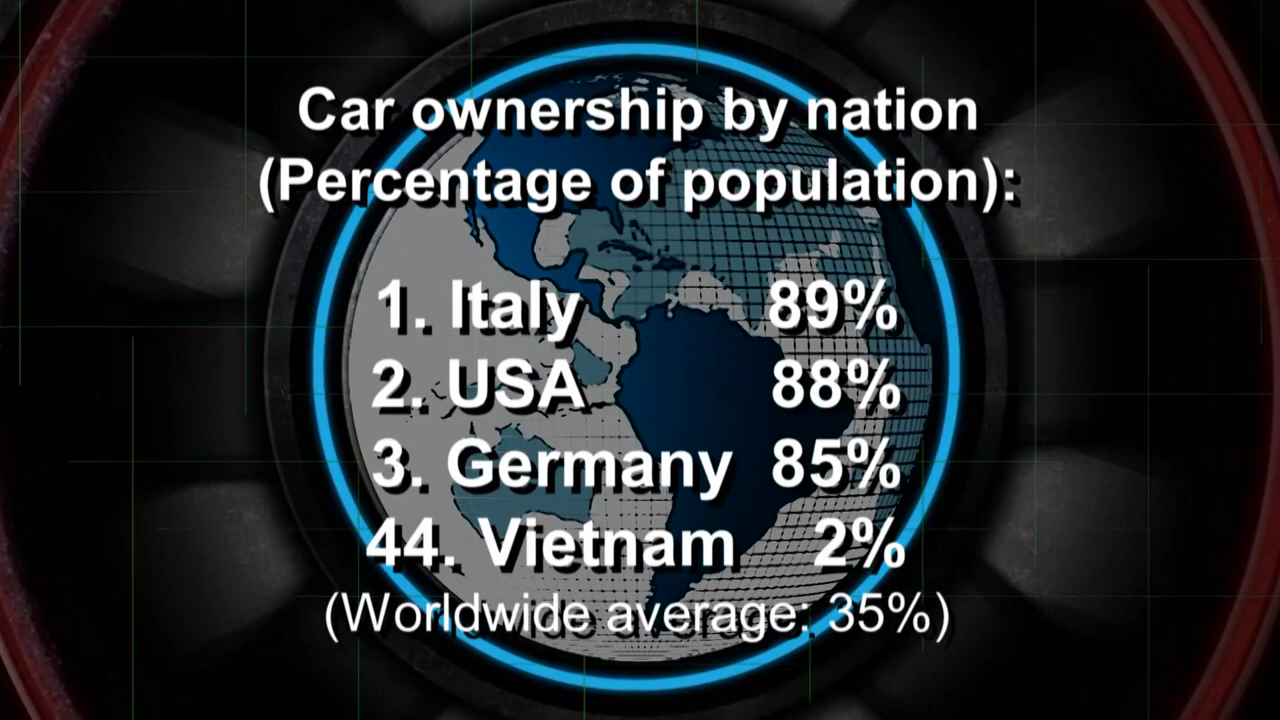 Car ownership by nation
(Percentage of population):
1. Italy 89%
2. USA 88%
3. Germany 85%
44. Vietnam 2%
(Worldwide average: 35%)